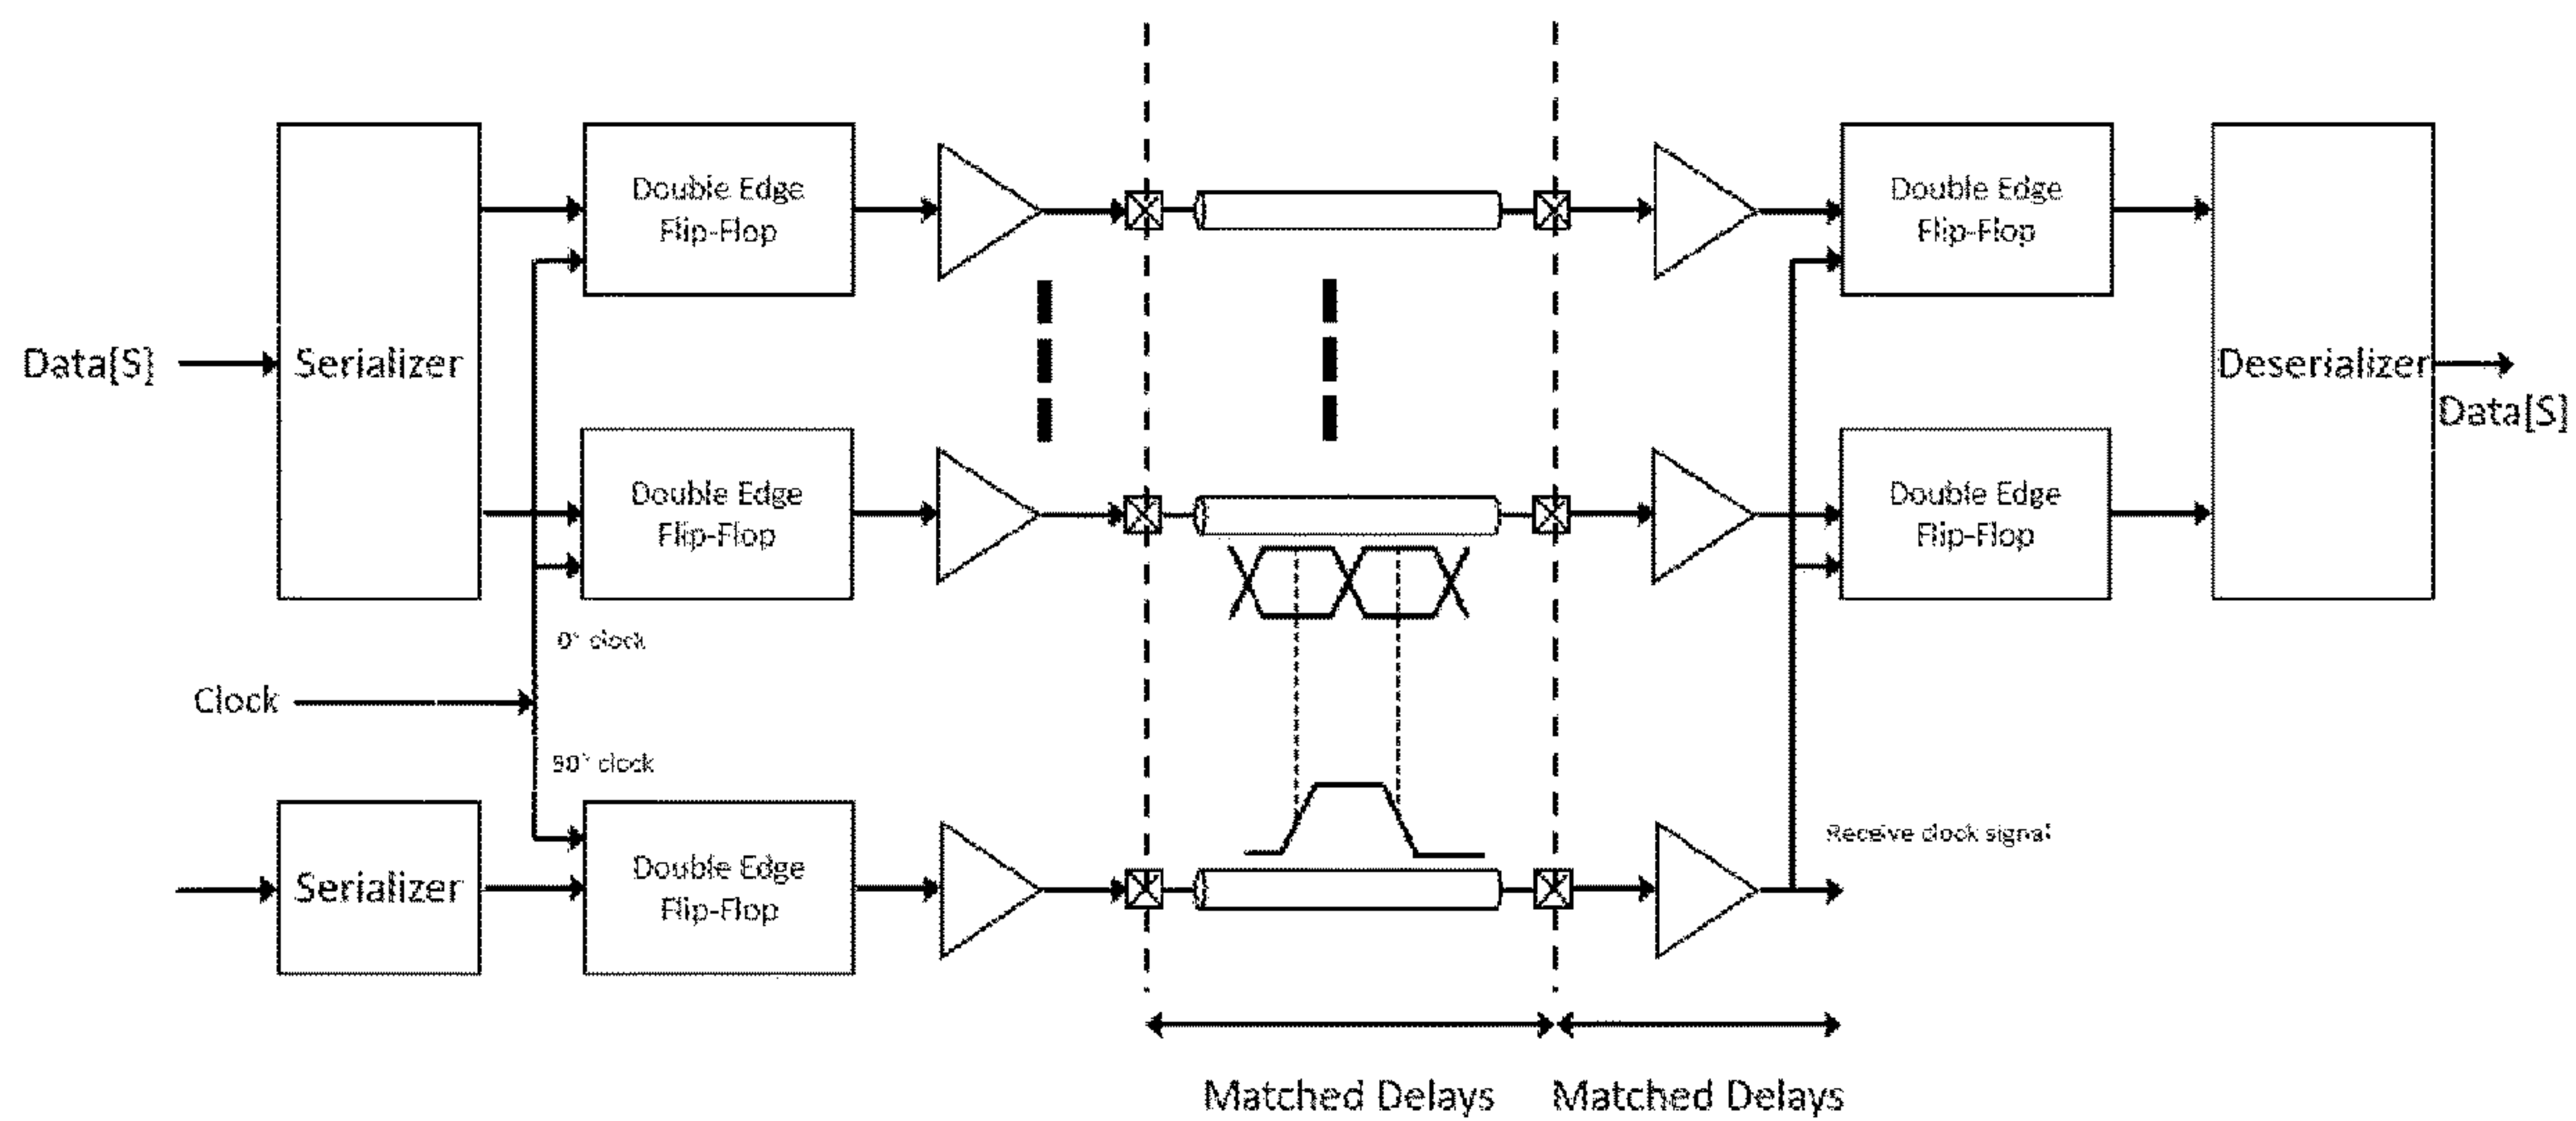 Double Edge
Flip-Flop
Double Edge
Flip-Flop
Data[S]
Serializer
Deserializer
Data[S]
Double Edge
Flip-Flop
Double Edge
Flip-Flop
0° clock
Clock
90° clock
Receive clock signal
Serializer
Double Edge
Flip-Flop
Matched Delays
Matched Delays